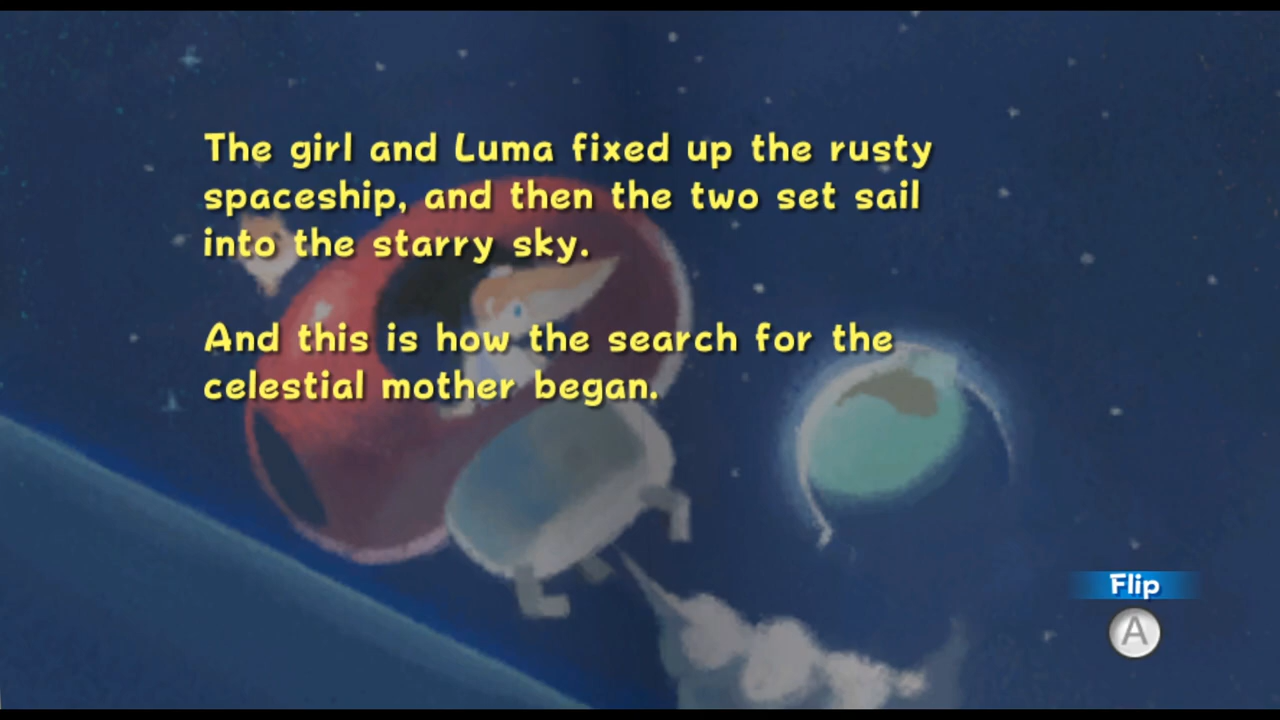 The girl and Luma fixed up the rusty
spaceship, and then the two set sail
into the starry sky.
And this is how the search for the
celestial mother began.
Flip
A